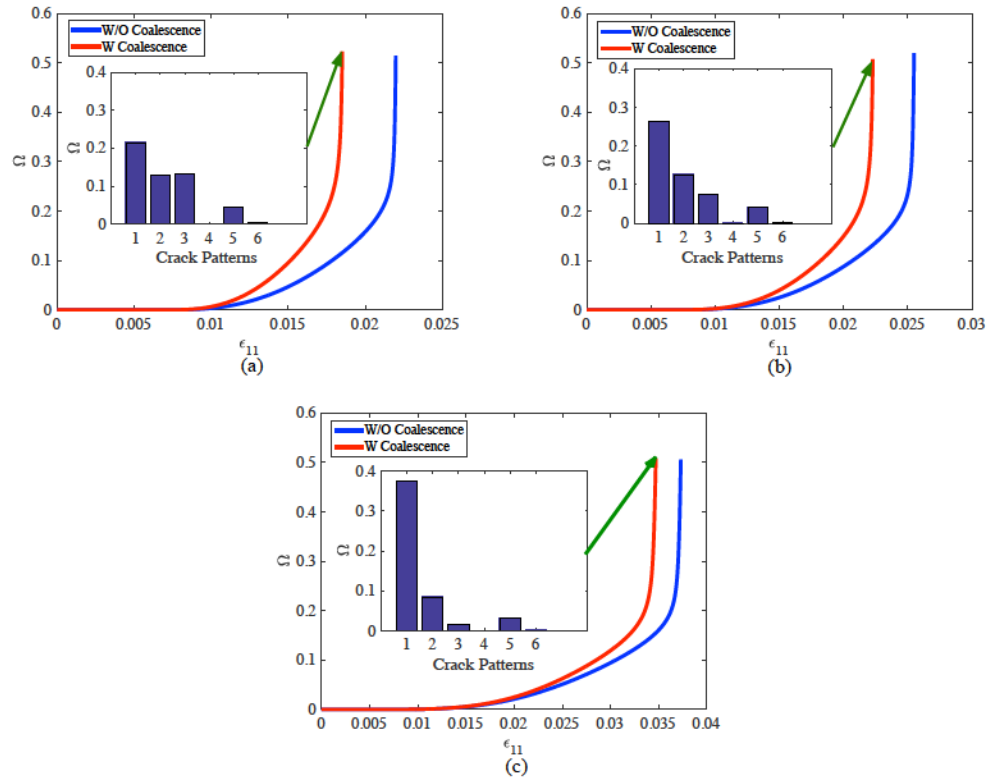 0.6
W/O Coalescence
W Coalescence
0.5
0.4
0.3
0.2
0.1
0
Ω
0.4
0.3
0.2
0.1
0
Ω
1 2 3 4 5 6
Crack Patterns
0 0.005 0.01 0.015 0.02 0.025
ϵ11
(a)
0.6
W/O Coalescence
W Coalescence
0.5
0.4
0.3
0.2
0.1
0
Ω
0.4
0.3
0.2
0.1
0
Ω
1 2 3 4 5 6
Crack Patterns
0 0.005 0.01 0.015 0.02 0.025 0.03
ϵ11
(b)
0.6
W/O Coalescence
W Coalescence
0.5
0.4
0.3
0.2
0.1
0
Ω
0.4
0.3
0.2
0.1
0
Ω
1 2 3 4 5 6
Crack Patterns
0 0.005 0.01 0.015 0.02 0.025 0.03 0.035 0.04
ϵ11
(c)